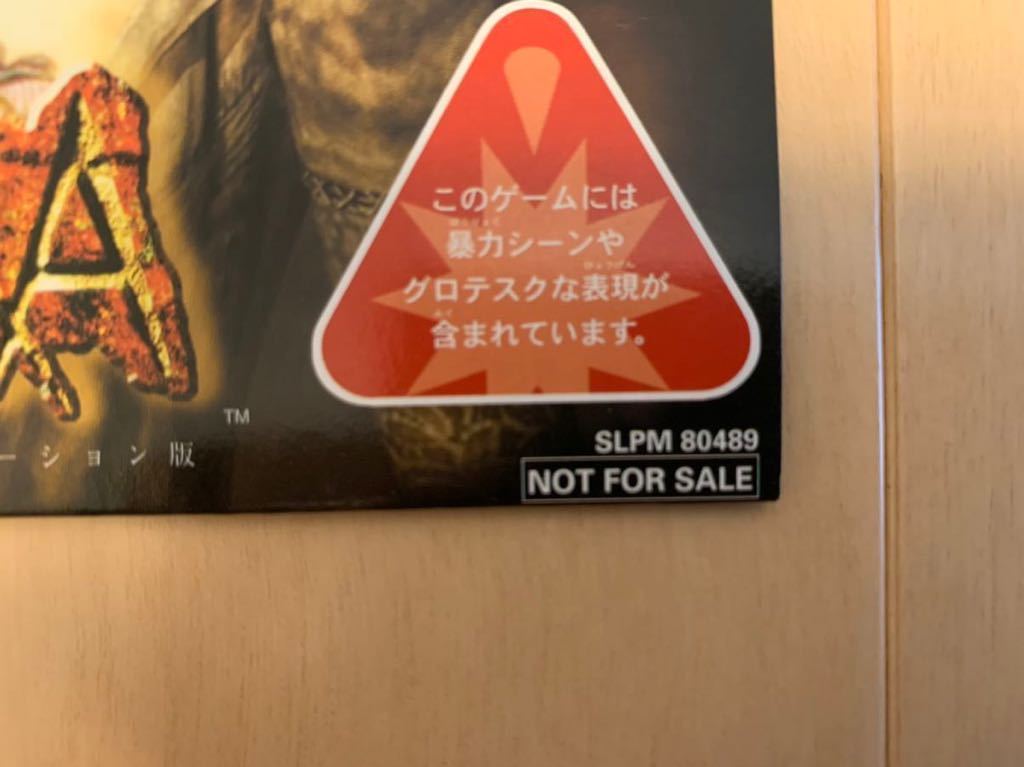 A
TM
ーション版
このゲームには
暴力シーンや
グロテスクな表現が
含まれています。
SLPM 80489
NOT FOR SALE